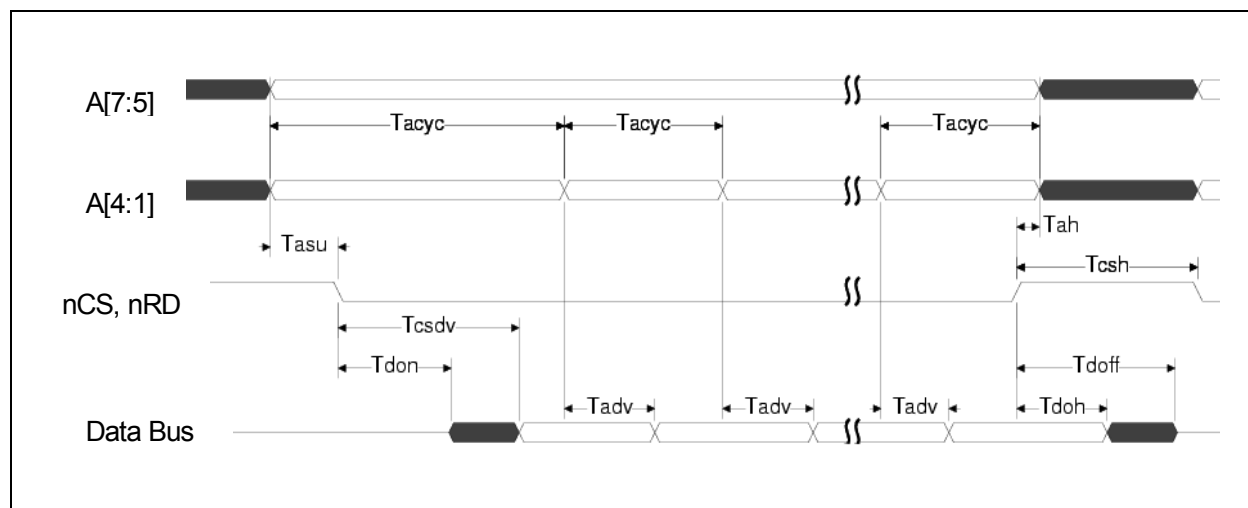 A[7:5]
Tacyc Tacyc Tacyc
A[4:1]
Tasu Tah
Tcsh
nCS, nRD
Tcsdv
Tdon Tdoff
Tadv Tadv Tadv Tdoh
Data Bus